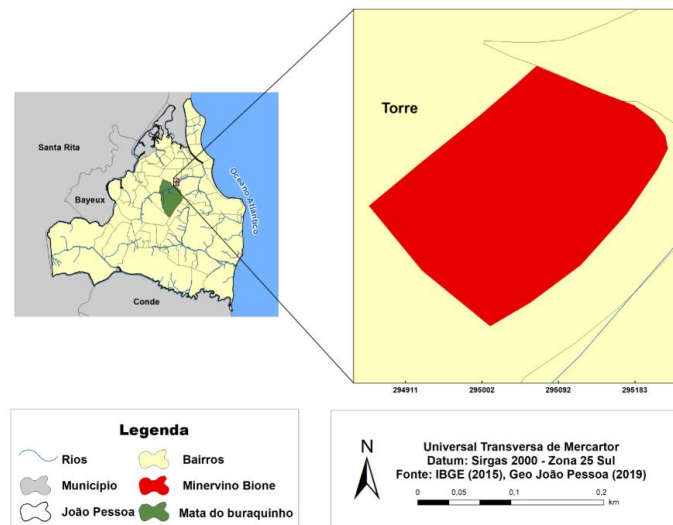 Torre
Santa Rita
Bayeux
Oceano Atlântico
Conde
294911 295002 295092 295183
Legenda
Rios
Bairros
Município
Minervino Bione
João Pessoa
Mata do buraquinho
N
Universal Transversa de Mercartor
Datum: Sirgas 2000 - Zona 25 Sul
Fonte: IBGE (2015), Geo João Pessoa (2019)
0 0,05 0,1 0,2
km